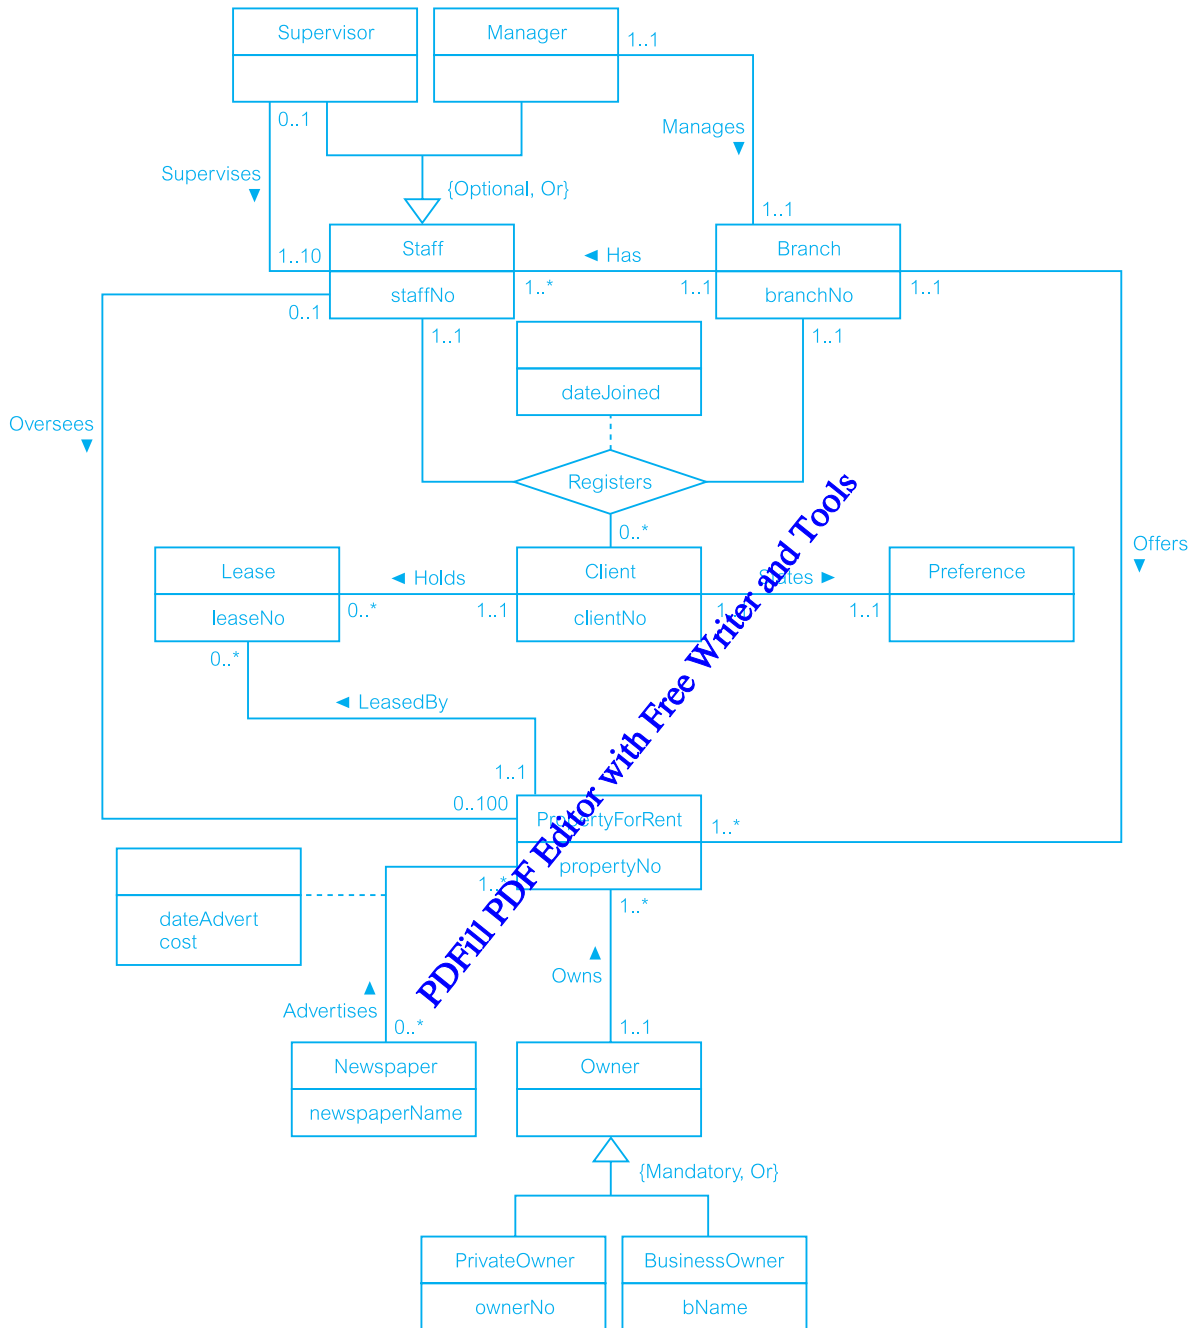 Supervisor
Manager
1..1
0..1
Manages
▼
Supervises
▼
{Optional, Or}
1..1
Staff
Branch
1..10
◄ Has
staffNo
1..*
1..1
branchNo
1..1
0..1
1..1
1..1
dateJoined
Oversees
▼
Registers
0..*
Offers
▼
Lease
◄ Holds
Client
Preference
leaseNo
0..*
1..1
clientNo
1..1
0..*
◄ LeasedBy
1..1
0..100
PropertyForRent
1..*
propertyNo
1..*
1..*
dateAdvert
cost
▲
Owns
▲
Advertises
0..*
1..1
Newspaper
Owner
newspaperName
{Mandatory, Or}
PrivateOwner
BusinessOwner
ownerNo
bName
PDFill PDF Editor with Free Writer and Tools